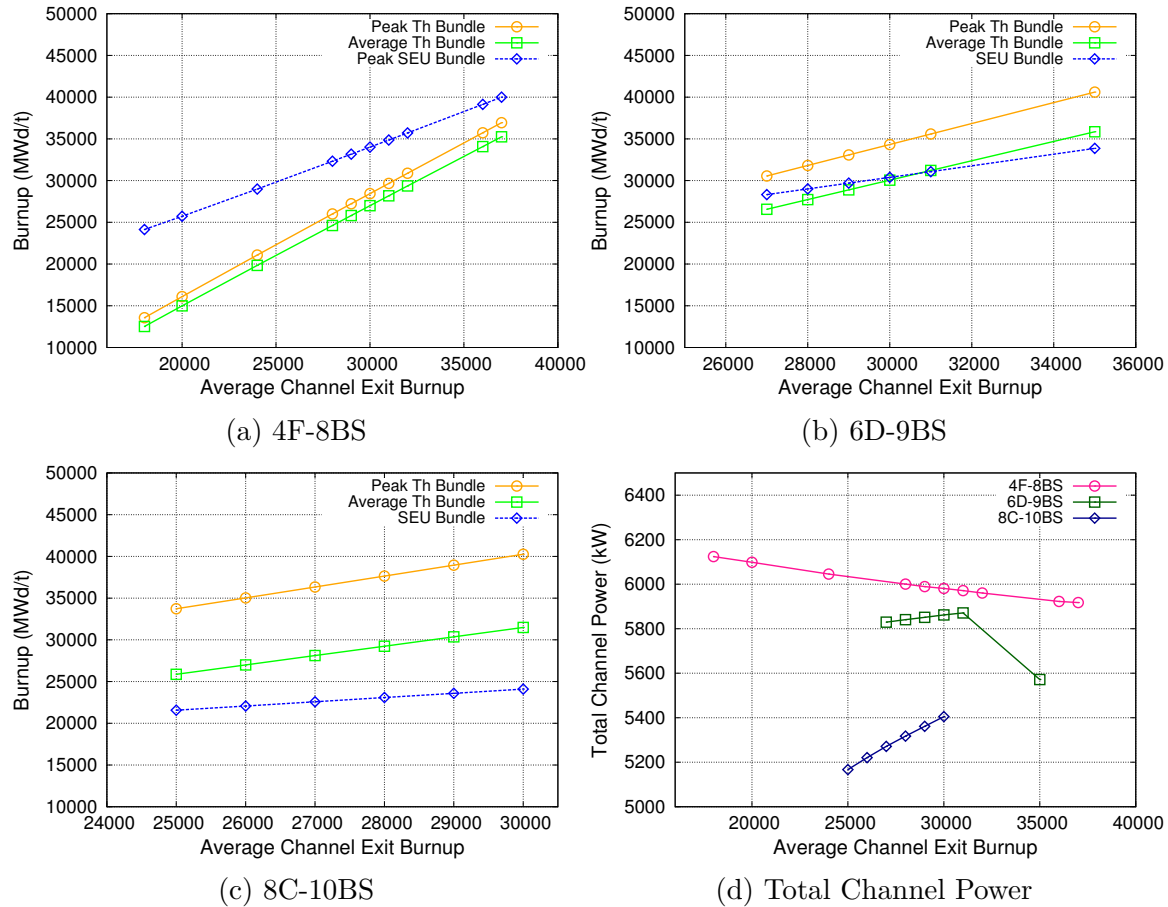 50000
45000
40000
35000
30000
25000
20000
15000
10000
Burnup (MWd/t)
Peak Th Bundle
Average Th Bundle
Peak SEU Bundle
20000 25000 30000 35000 40000
Average Channel Exit Burnup
(a) 4F-8BS
50000
45000
40000
35000
30000
25000
20000
15000
10000
Burnup (MWd/t)
Peak Th Bundle
Average Th Bundle
SEU Bundle
26000 28000 30000 32000 34000 36000
Average Channel Exit Burnup
(b) 6D-9BS
50000
45000
40000
35000
30000
25000
20000
15000
10000
Burnup (MWd/t)
Peak Th Bundle
Average Th Bundle
SEU Bundle
24000 25000 26000 27000 28000 29000 30000
Average Channel Exit Burnup
(c) 8C-10BS
6400
6200
6000
5800
5600
5400
5200
5000
Total Channel Power (kW)
4F-8BS
6D-9BS
8C-10BS
20000 25000 30000 35000 40000
Average Channel Exit Burnup
(d) Total Channel Power